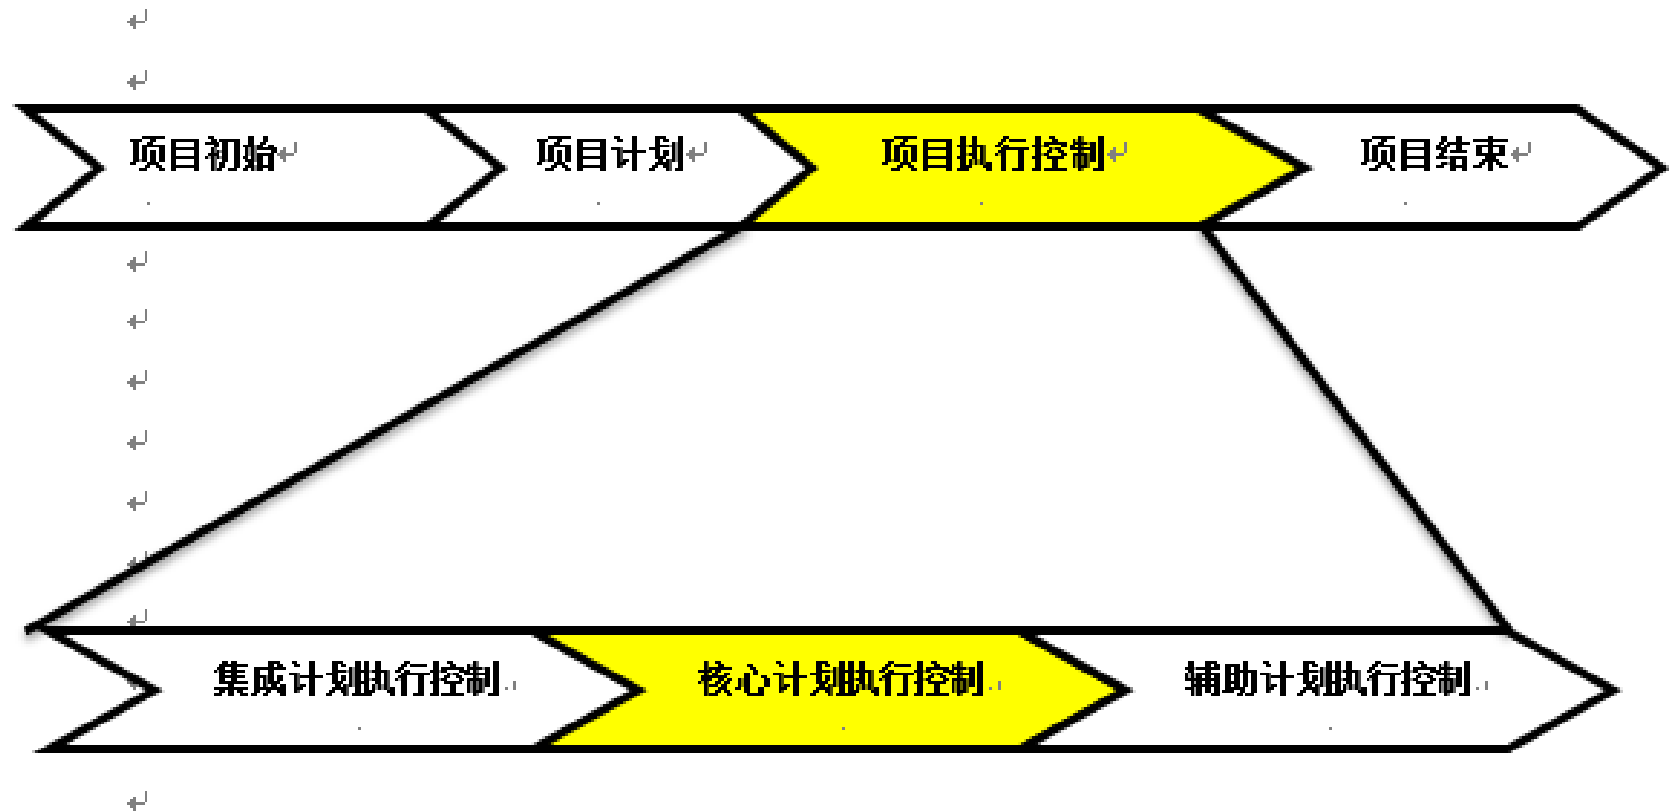 项目初始
项目计划
项目执行控制
项目结束
集成计划执行控制
核心计划执行控制
辅助计划执行控制